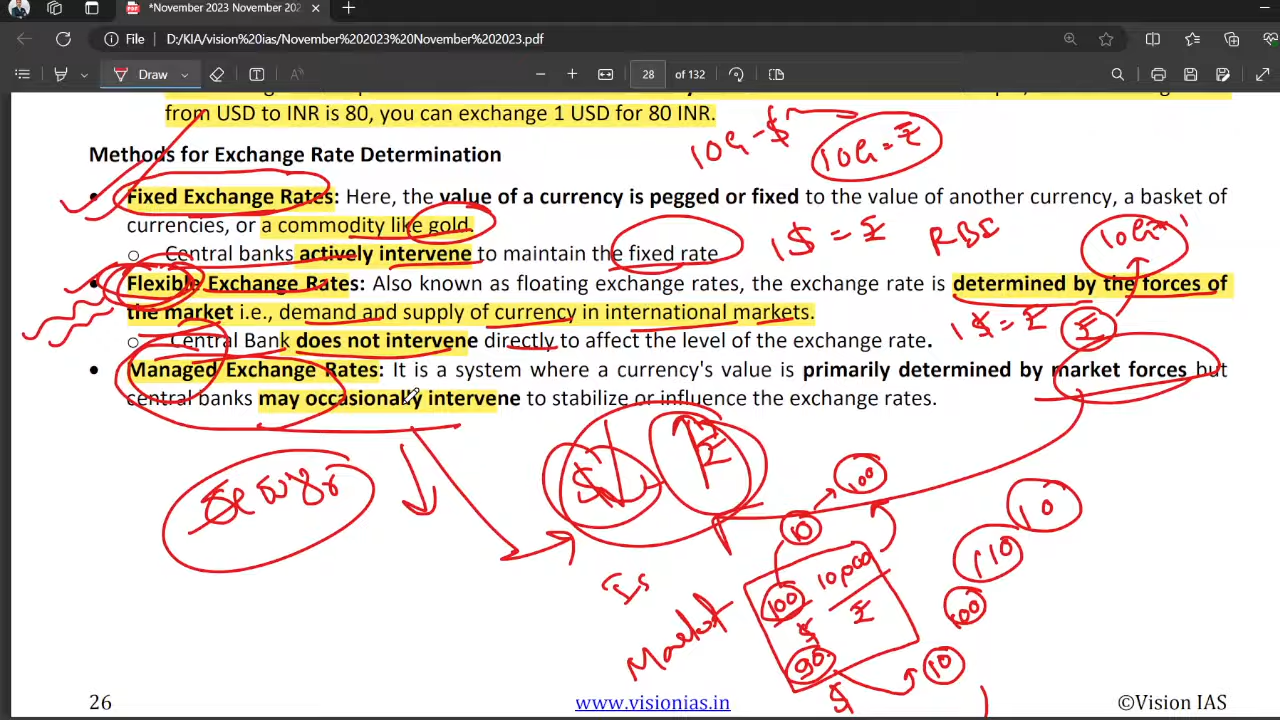 *November 2023 November 202
File D:/KIA/vision%20ias/November%202023%20November%202023.pdf
Draw 28 of 132
from USD to INR is 80, you can exchange 1 USD for 80 INR.
Methods for Exchange Rate Determination
• Fixed Exchange Rates: Here, the value of a currency is pegged or fixed to the value of another currency, a basket of
currencies, or a commodity like gold.
o Central banks actively intervene to maintain the fixed rate
• Flexible Exchange Rates: Also known as floating exchange rates, the exchange rate is determined by the forces of
the market i.e., demand and supply of currency in international markets.
o Central Bank does not intervene directly to affect the level of the exchange rate.
• Managed Exchange Rates: It is a system where a currency's value is primarily determined by market forces but
central banks may occasionally intervene to stabilize or influence the exchange rates.
10G - $
10G = ₹
1 $ = ₹
1 $ = ₹
₹
$ ₹
100
10
10
110
10,000
100
$ ₹
100
Market
90
10
$
26 www.visionias.in ©Vision IAS